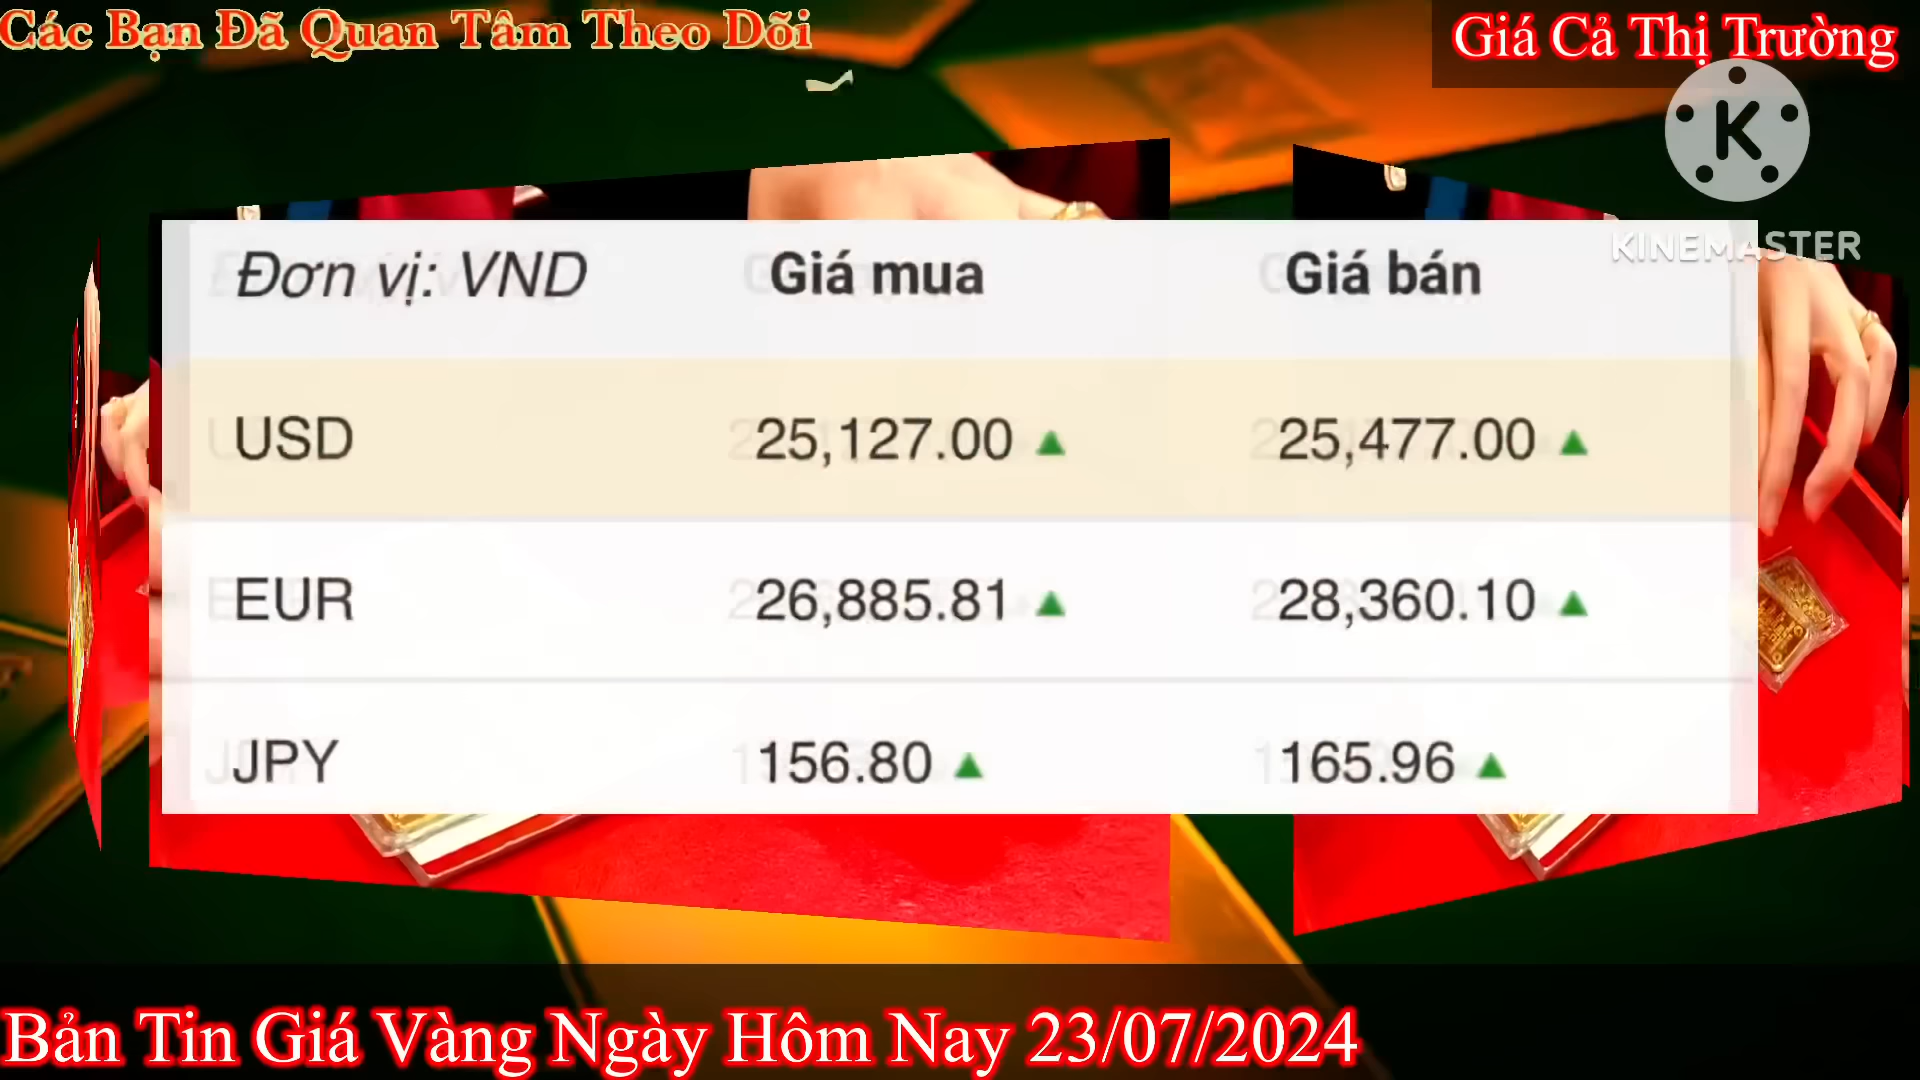 Các Bạn Đã Quan Tâm Theo Dõi
Giá Cả Thị Trường
K
KINEMASTER
Đơn vị: VND Giá mua Giá bán
USD 25,127.00 ▲ 25,477.00 ▲
EUR 26,885.81 ▲ 28,360.10 ▲
JPY 156.80 ▲ 165.96 ▲
Bản Tin Giá Vàng Ngày Hôm Nay 23/07/2024